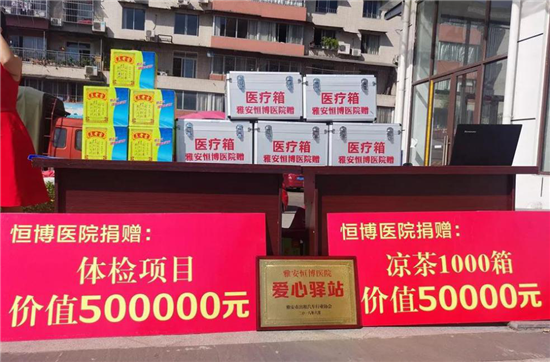 医疗箱
雅安恒博医院赠
医疗箱
雅安恒博医院赠
医疗箱
雅安恒博医院赠
医疗箱
雅安恒博医院赠
医疗箱
雅安恒博医院赠
恒博医院捐赠：
体检项目
价值500000元
雅安恒博医院
爱心驿站
恒博医院捐赠：
凉茶1000箱
价值50000元